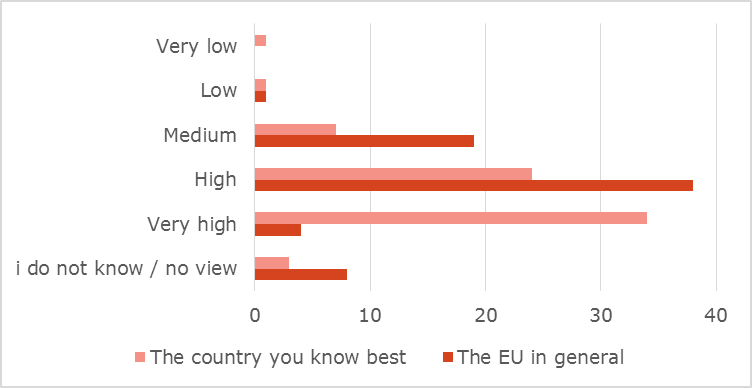 Very low
Low
Medium
High
Very high
i do not know / no view
0 10 20 30 40
The country you know best The EU in general